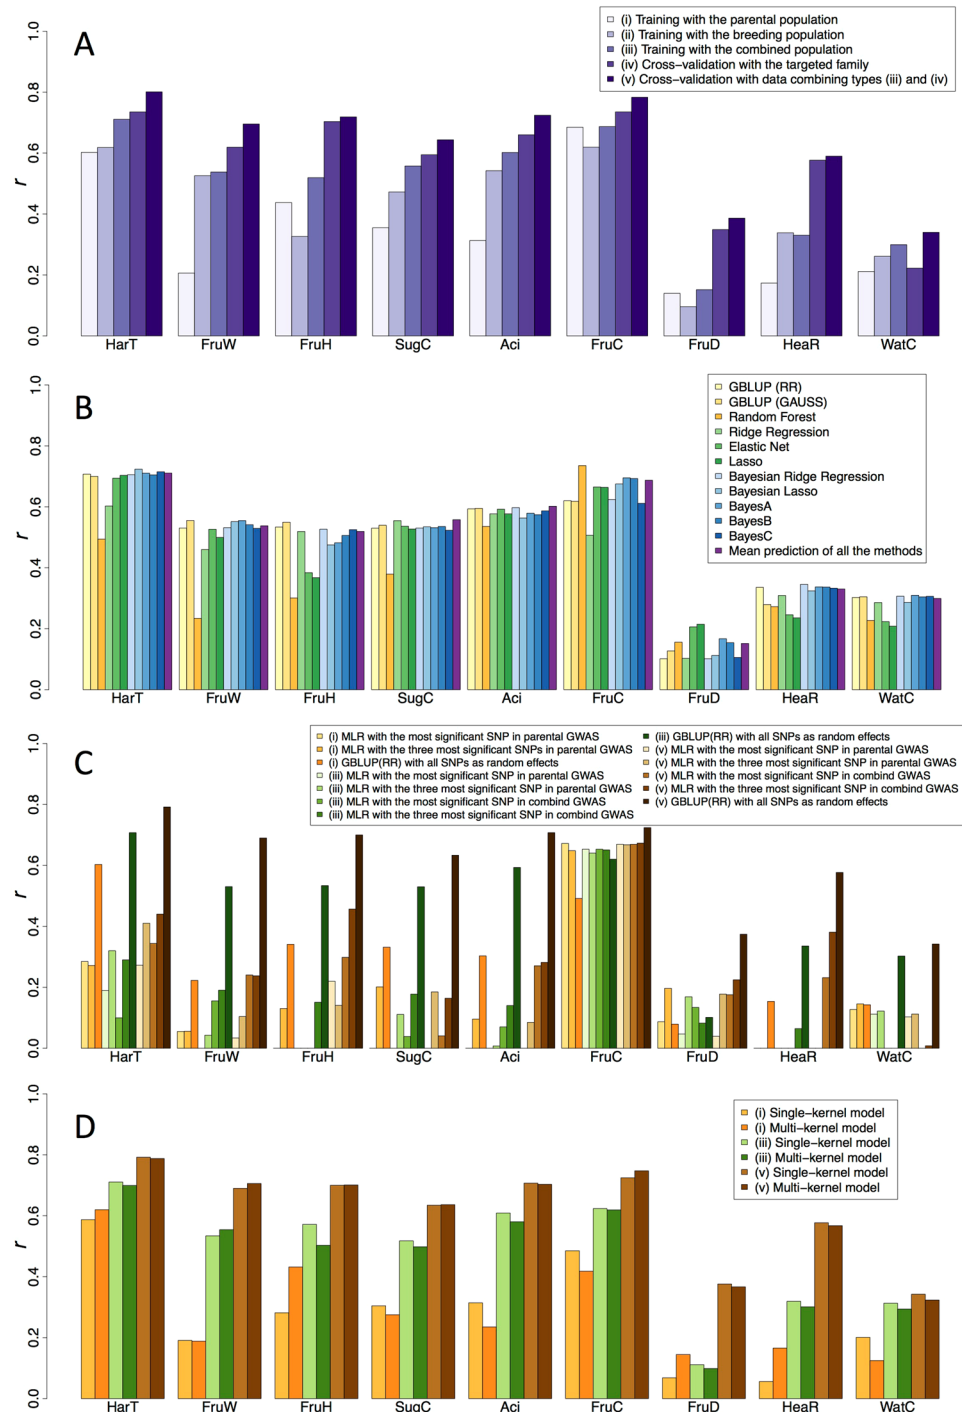 A
(i) Training with the parental population
(ii) Training with the breeding population
(iii) Training with the combined population
(iv) Cross−validation with the targeted family
(v) Cross−validation with data combining types (iii) and (iv)
r
1.0
0.8
0.6
0.4
0.2
0.0
HarT FruW FruH SugC Aci FruC FruD HeaR WatC
B
GBLUP (RR)
GBLUP (GAUSS)
Random Forest
Ridge Regression
Elastic Net
Lasso
Bayesian Ridge Regression
Bayesian Lasso
BayesA
BayesB
BayesC
Mean prediction of all the methods
r
1.0
0.8
0.6
0.4
0.2
0.0
HarT FruW FruH SugC Aci FruC FruD HeaR WatC
C
(i) MLR with the most significant SNP in parental GWAS
(i) MLR with the three most significant SNPs in parental GWAS
(i) GBLUP(RR) with all SNPs as random effects
(iii) MLR with the most significant SNP in parental GWAS
(iii) MLR with the three most significant SNP in parental GWAS
(iii) MLR with the most significant SNP in combind GWAS
(iii) MLR with the three most significant SNP in combind GWAS
(iii) GBLUP(RR) with all SNPs as random effects
(v) MLR with the most significant SNP in parental GWAS
(v) MLR with the three most significant SNP in parental GWAS
(v) MLR with the most significant SNP in combind GWAS
(v) MLR with the three most significant SNP in combind GWAS
(v) GBLUP(RR) with all SNPs as random effects
r
1.0
0.8
0.6
0.4
0.2
0.0
HarT FruW FruH SugC Aci FruC FruD HeaR WatC
D
(i) Single−kernel model
(i) Multi−kernel model
(iii) Single−kernel model
(iii) Multi−kernel model
(v) Single−kernel model
(v) Multi−kernel model
r
1.0
0.8
0.6
0.4
0.2
0.0
HarT FruW FruH SugC Aci FruC FruD HeaR WatC